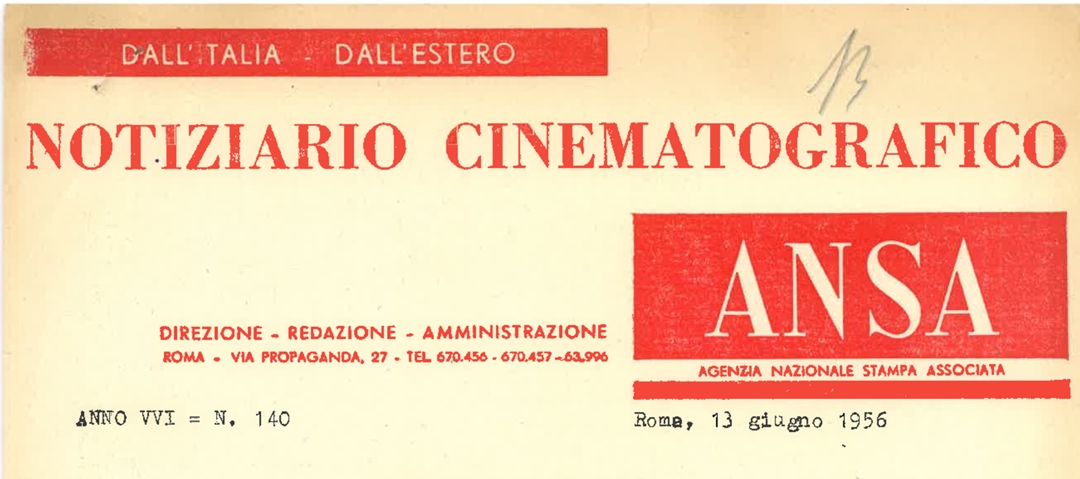 DALL'ITALIA - DALL'ESTERO
13
NOTIZIARIO CINEMATOGRAFICO
ANSA
DIREZIONE - REDAZIONE - AMMINISTRAZIONE
ROMA - VIA PROPAGANDA, 27 - TEL. 670.456 - 670.457 - 63.996
AGENZIA NAZIONALE STAMPA ASSOCIATA
ANNO VVI = N. 140
Roma, 13 giugno 1956